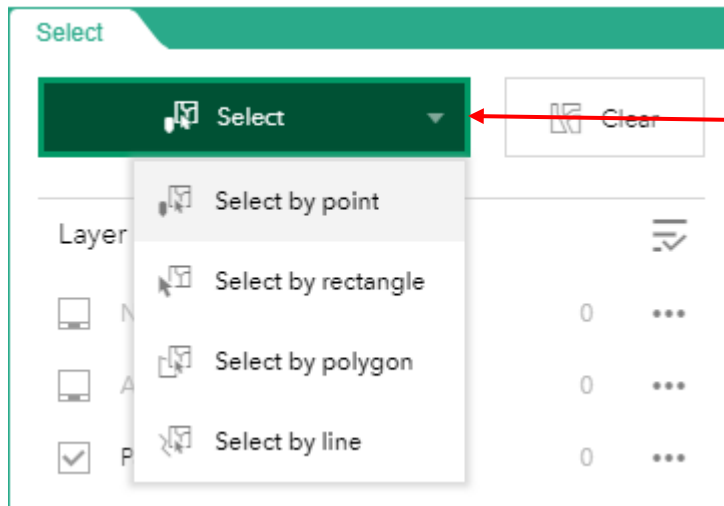 Select
Select Clear
Select by point
Layer
Select by rectangle
N 0
Select by polygon
A 0
Select by line
P 0